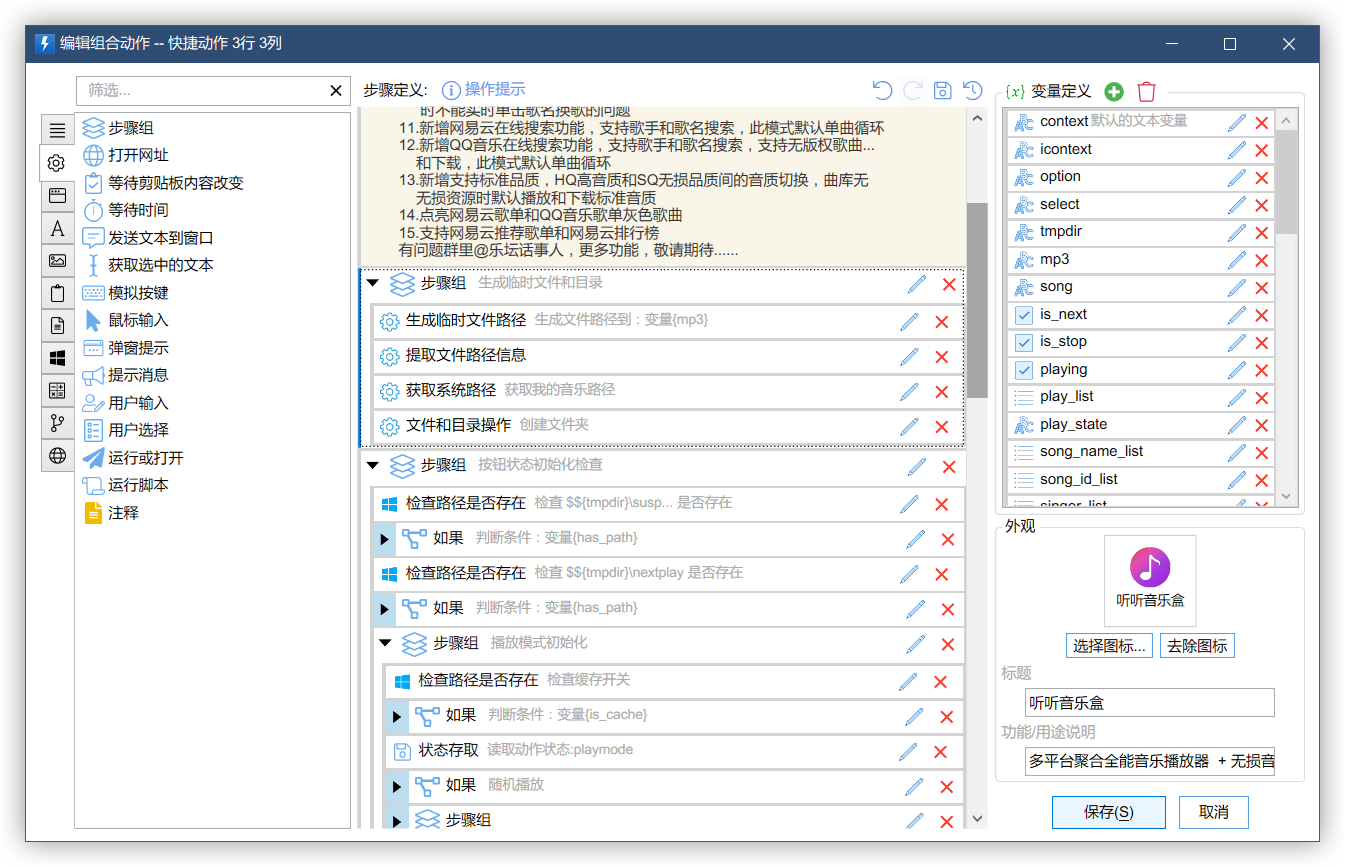 编辑组合动作 -- 快捷动作 3行 3列
筛选...
步骤组
打开网址
等待剪贴板内容改变
等待时间
发送文本到窗口
获取选中的文本
模拟按键
鼠标输入
弹窗提示
提示消息
用户输入
用户选择
运行或打开
运行脚本
注释
步骤定义:
操作提示
时不能实时单击歌名换歌的问题
11.新增网易云在线搜索功能，支持歌手和歌名搜索，此模式默认单曲循环
12.新增QQ音乐在线搜索功能，支持歌手和歌名搜索，支持无版权歌曲...
和下载，此模式默认单曲循环
13.新增支持标准品质，HQ高音质和SQ无损品质间的音质切换，曲库无
无损资源时默认播放和下载标准音质
14.点亮网易云歌单和QQ音乐歌单灰色歌曲
15.支持网易云推荐歌单和网易云排行榜
有问题群里@乐坛话事人，更多功能，敬请期待......
步骤组 生成临时文件和目录
生成临时文件路径 生成文件路径到：变量{mp3}
提取文件路径信息
获取系统路径 获取我的音乐路径
文件和目录操作 创建文件夹
步骤组 按钮状态初始化检查
检查路径是否存在 检查 $${tmpdir}\susp... 是否存在
如果 判断条件：变量{has_path}
检查路径是否存在 检查 $${tmpdir}\nextplay 是否存在
如果 判断条件：变量{has_path}
步骤组 播放模式初始化
检查路径是否存在 检查缓存开关
如果 判断条件：变量{is_cache}
状态存取 读取动作状态:playmode
如果 随机播放
步骤组
{x} 变量定义
context 默认的文本变量
icontext
option
select
tmpdir
mp3
song
is_next
is_stop
playing
play_list
play_state
song_name_list
song_id_list
singer_list
外观
听听音乐盒
选择图标...
去除图标
标题
听听音乐盒
功能/用途说明
多平台聚合全能音乐播放器 + 无损音
保存(S)
取消